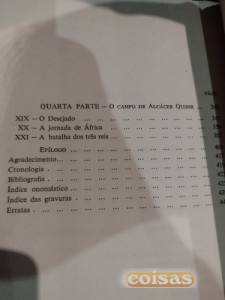 QUARTA PARTE — O CAMPO DE ALCÁCER QUIBIR ... ...
XIX — O Desejado ... ... ... ... ... ...
XX — A jornada de África ... ... ... ... ...
XXI — A batalha dos três reis ... ... ... ...
EPÍLOGO ... ... ... ... ... ...
Agradecimento ... ... ... ... ... ...
Cronologia ... ... ... ... ... ...
Bibliografia ... ... ... ... ... ...
Índice onomástico ... ... ... ... ...
Índice das gravuras ... ... ... ... ...
Erratas ... ... ... ... ... ...
coisas